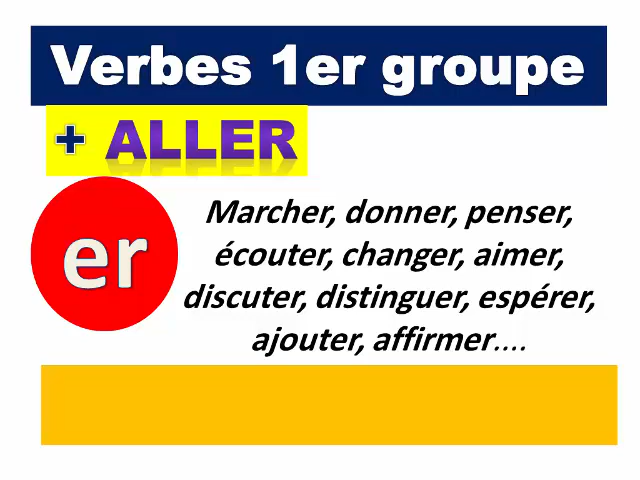 Verbes 1er groupe
+ ALLER
er
Marcher, donner, penser,
écouter, changer, aimer,
discuter, distinguer, espérer,
ajouter, affirmer....